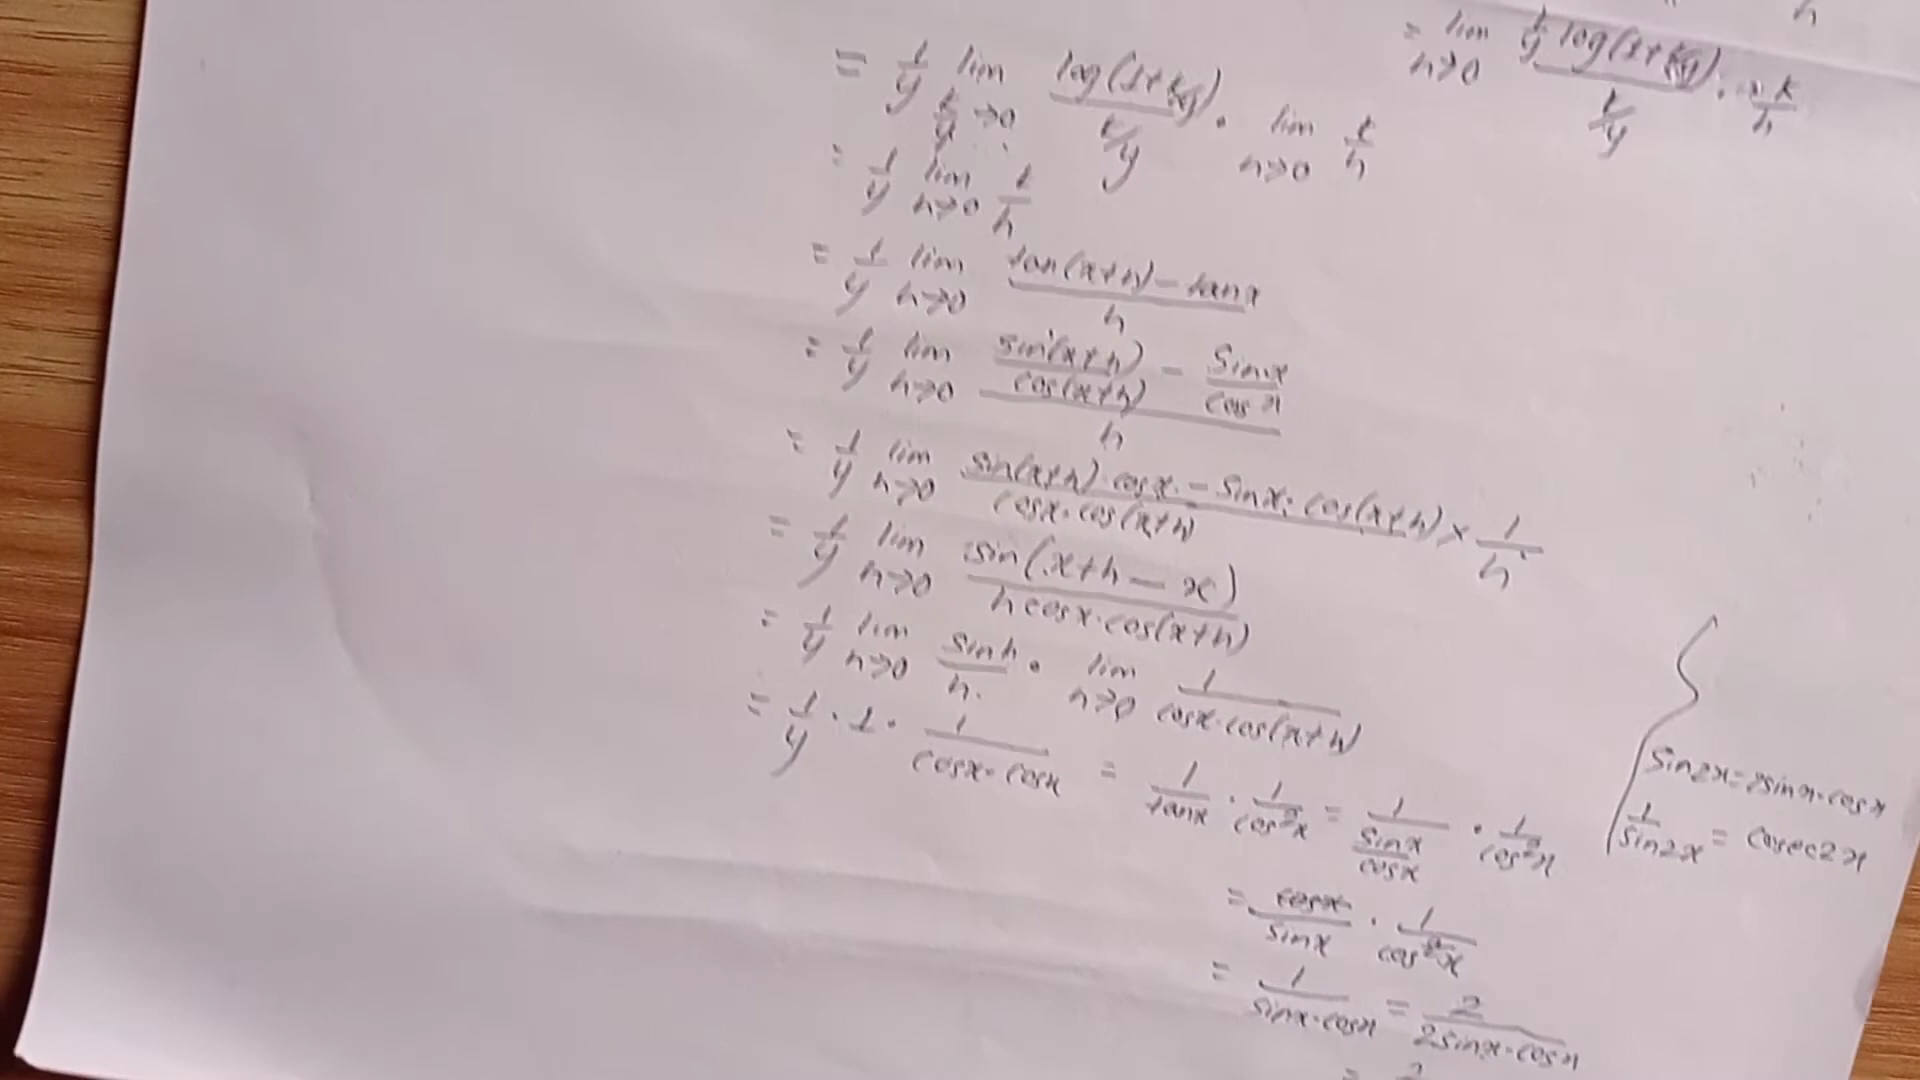 h
= lim h→0 1/y log(1+k/y) / k/y · k/h
= 1/y lim k/y→0 log(1+k/y) / k/y · lim h→0 k/h
= 1/y lim h→0 k/h
= 1/y lim h→0 tan(x+h) - tanx / h
= 1/y lim h→0 sin(x+h)/cos(x+h) - sinx/cosx / h
= 1/y lim h→0 sin(x+h)·cosx - sinx·cos(x+h) / cosx·cos(x+h) × 1/h
= 1/y lim h→0 sin(x+h-x) / hcosx·cos(x+h)
= 1/y lim h→0 sinh/h · lim h→0 1/cosx·cos(x+h)
= 1/y · 1 · 1/cosx·cosx = 1/tanx · 1/cos²x = 1/(sinx/cosx) · 1/cos²x
sin2x = 2sinx·cosx
1/sin2x = cosec2x
= cosx/sinx · 1/cos²x
= 1/sinx·cosx = 2/2sinx·cosx
= 2